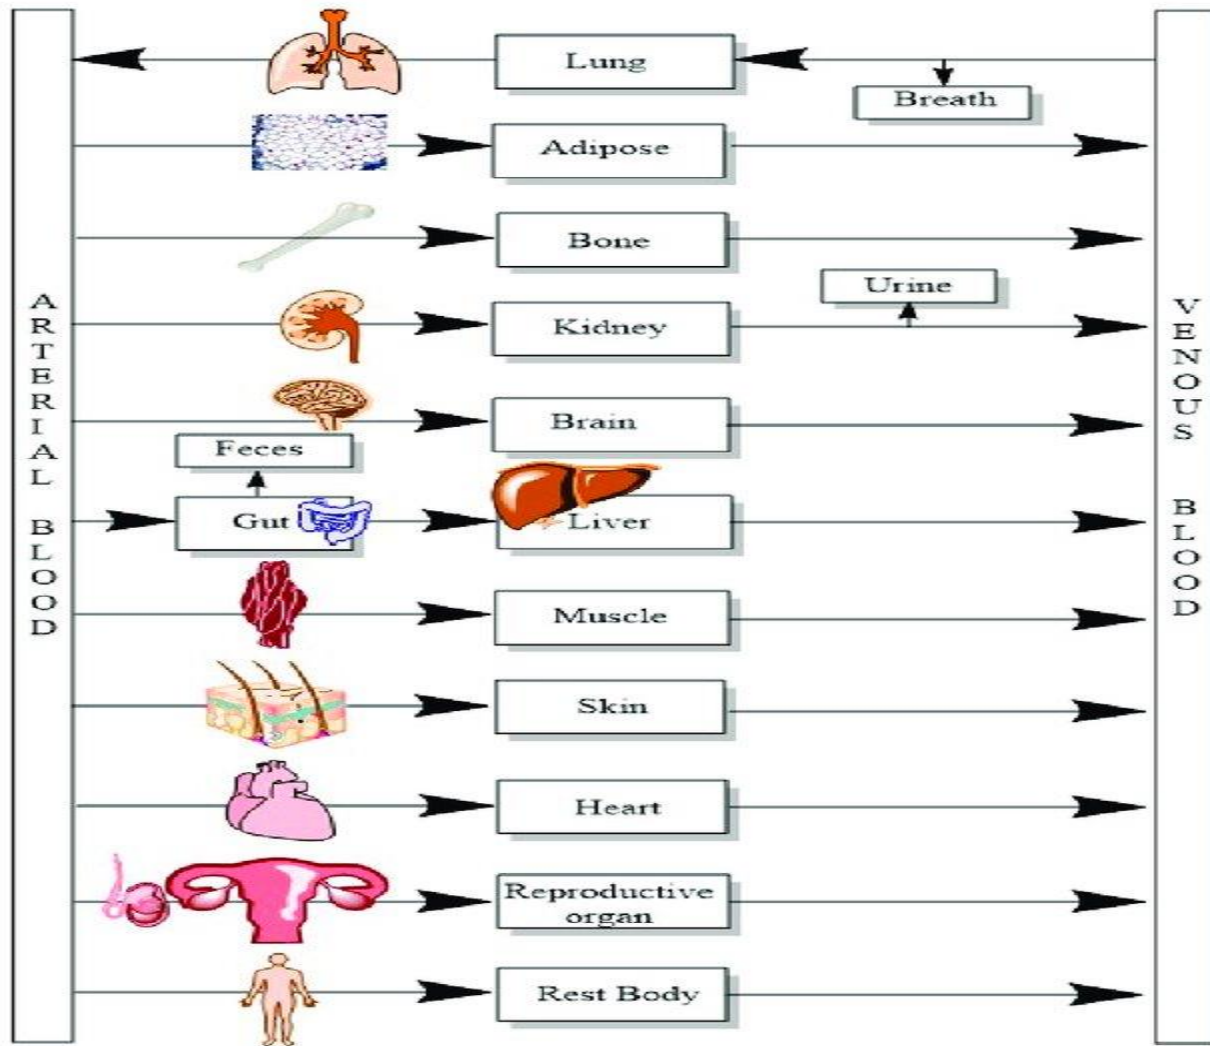 Lung
Breath
Adipose
Bone
Urine
Kidney
Brain
Feces
Gut
Liver
Muscle
Skin
Heart
Reproductive
organ
Rest Body
ARTERIAL BLOOD
VENOUS BLOOD